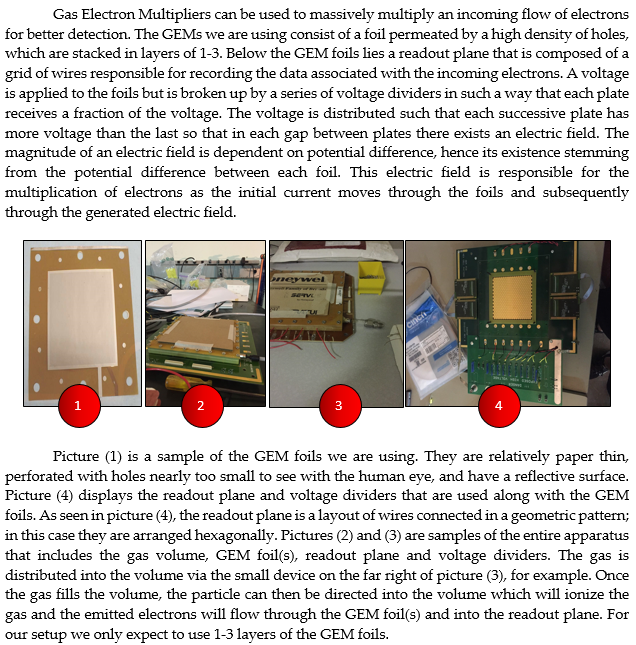 Gas Electron Multipliers can be used to massively multiply an incoming flow of electrons
for better detection. The GEMs we are using consist of a foil permeated by a high density of holes,
which are stacked in layers of 1-3. Below the GEM foils lies a readout plane that is composed of a
grid of wires responsible for recording the data associated with the incoming electrons. A voltage
is applied to the foils but is broken up by a series of voltage dividers in such a way that each plate
receives a fraction of the voltage. The voltage is distributed such that each successive plate has
more voltage than the last so that in each gap between plates there exists an electric field. The
magnitude of an electric field is dependent on potential difference, hence its existence stemming
from the potential difference between each foil. This electric field is responsible for the
multiplication of electrons as the initial current moves through the foils and subsequently
through the generated electric field.
neywel
SERVI
CINCH
1
2
3
4
Picture (1) is a sample of the GEM foils we are using. They are relatively paper thin,
perforated with holes nearly too small to see with the human eye, and have a reflective surface.
Picture (4) displays the readout plane and voltage dividers that are used along with the GEM
foils. As seen in picture (4), the readout plane is a layout of wires connected in a geometric pattern;
in this case they are arranged hexagonally. Pictures (2) and (3) are samples of the entire apparatus
that includes the gas volume, GEM foil(s), readout plane and voltage dividers. The gas is
distributed into the volume via the small device on the far right of picture (3), for example. Once
the gas fills the volume, the particle can then be directed into the volume which will ionize the
gas and the emitted electrons will flow through the GEM foil(s) and into the readout plane. For
our setup we only expect to use 1-3 layers of the GEM foils.